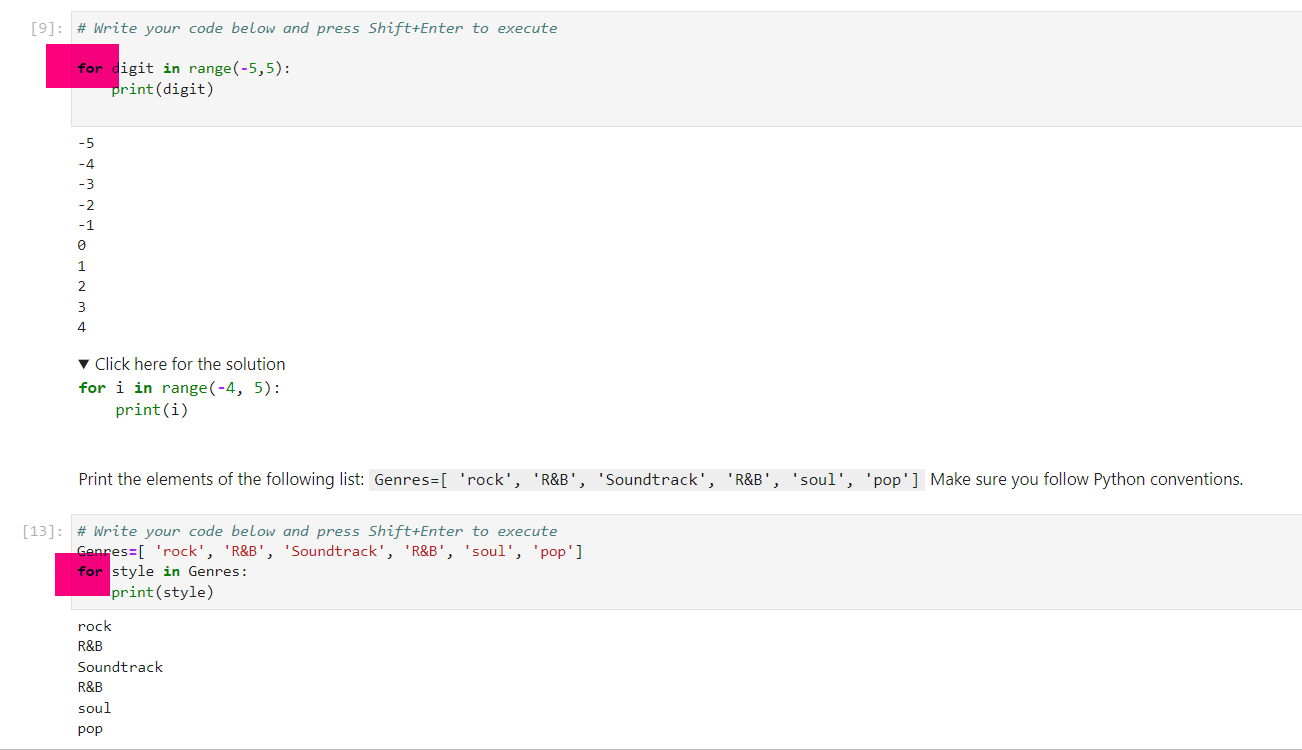 [9]: # Write your code below and press Shift+Enter to execute
for digit in range(-5,5):
    print(digit)
-5
-4
-3
-2
-1
0
1
2
3
4
▼ Click here for the solution
for i in range(-4, 5):
    print(i)
Print the elements of the following list: Genres=[ 'rock', 'R&B', 'Soundtrack', 'R&B', 'soul', 'pop'] Make sure you follow Python conventions.
[13]: # Write your code below and press Shift+Enter to execute
Genres=[ 'rock', 'R&B', 'Soundtrack', 'R&B', 'soul', 'pop']
for style in Genres:
    print(style)
rock
R&B
Soundtrack
R&B
soul
pop